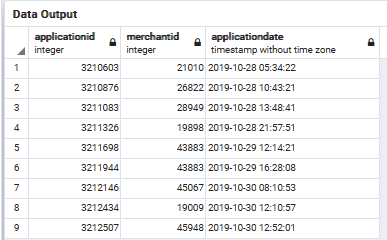 Data Output
applicationid merchantid applicationdate
integer integer timestamp without time zone
1 3210603 21010 2019-10-28 05:34:22
2 3210876 26822 2019-10-28 10:43:21
3 3211083 28949 2019-10-28 13:48:41
4 3211326 19898 2019-10-28 21:57:51
5 3211698 43883 2019-10-29 12:14:21
6 3211944 43883 2019-10-29 16:28:08
7 3212146 45067 2019-10-30 08:10:53
8 3212434 19009 2019-10-30 12:10:57
9 3212507 45948 2019-10-30 12:52:01